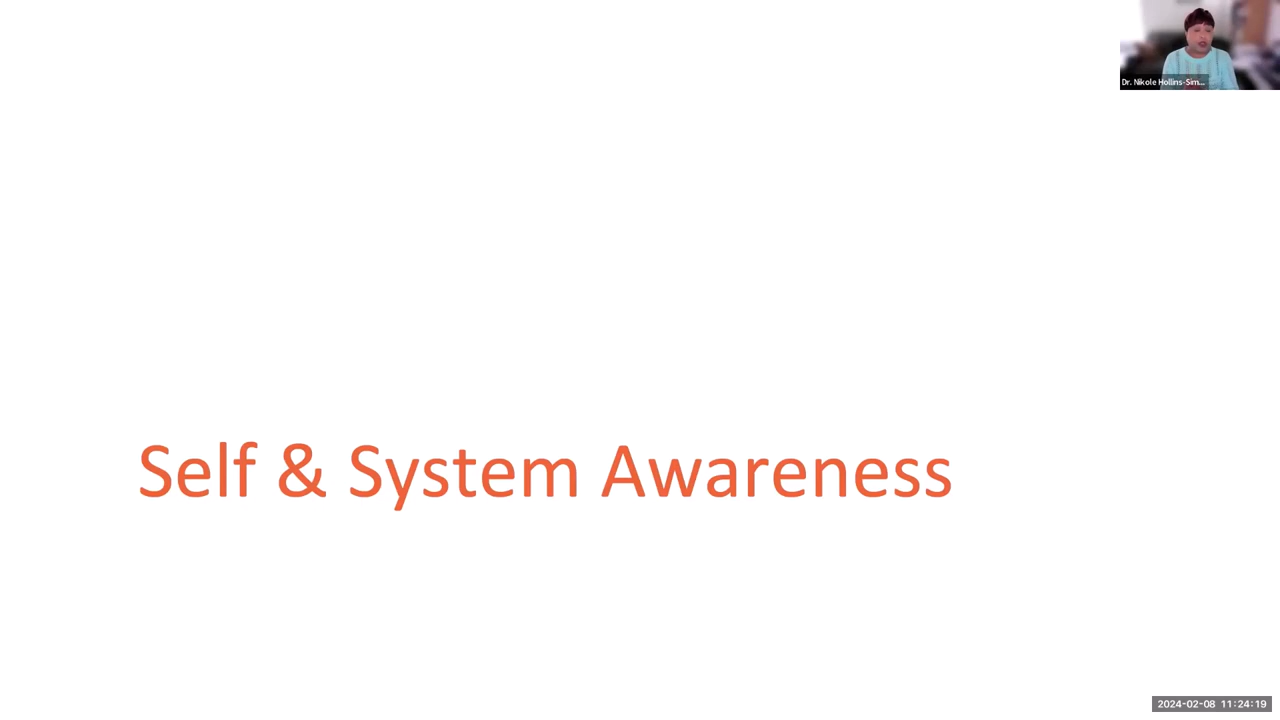 Dr. Nikole Hollins-Sim...
Self & System Awareness
2024-02-08 11:24:19